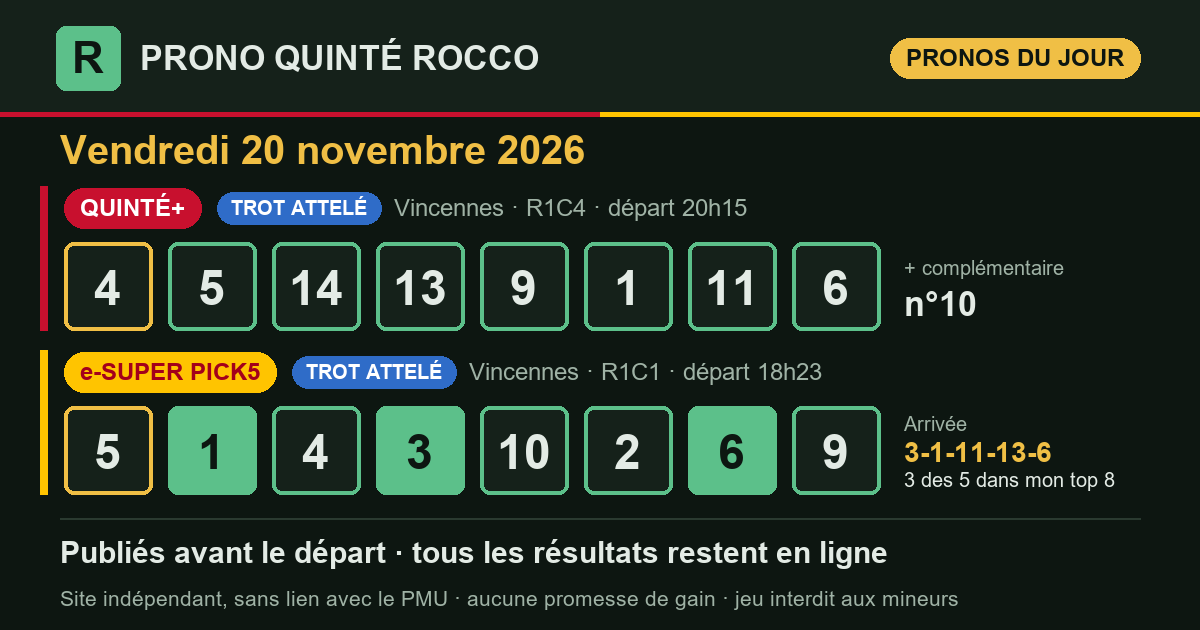 R PRONO QUINTÉ ROCCO PRONOS DU JOUR
Vendredi 20 novembre 2026
QUINTÉ+ TROT ATTELÉ Vincennes · R1C4 · départ 20h15
4 5 14 13 9 1 11 6
+ complémentaire
n°10
e-SUPER PICK5 TROT ATTELÉ Vincennes · R1C1 · départ 18h23
5 1 4 3 10 2 6 9
Arrivée
3-1-11-13-6
3 des 5 dans mon top 8
Publiés avant le départ · tous les résultats restent en ligne
Site indépendant, sans lien avec le PMU · aucune promesse de gain · jeu interdit aux mineurs